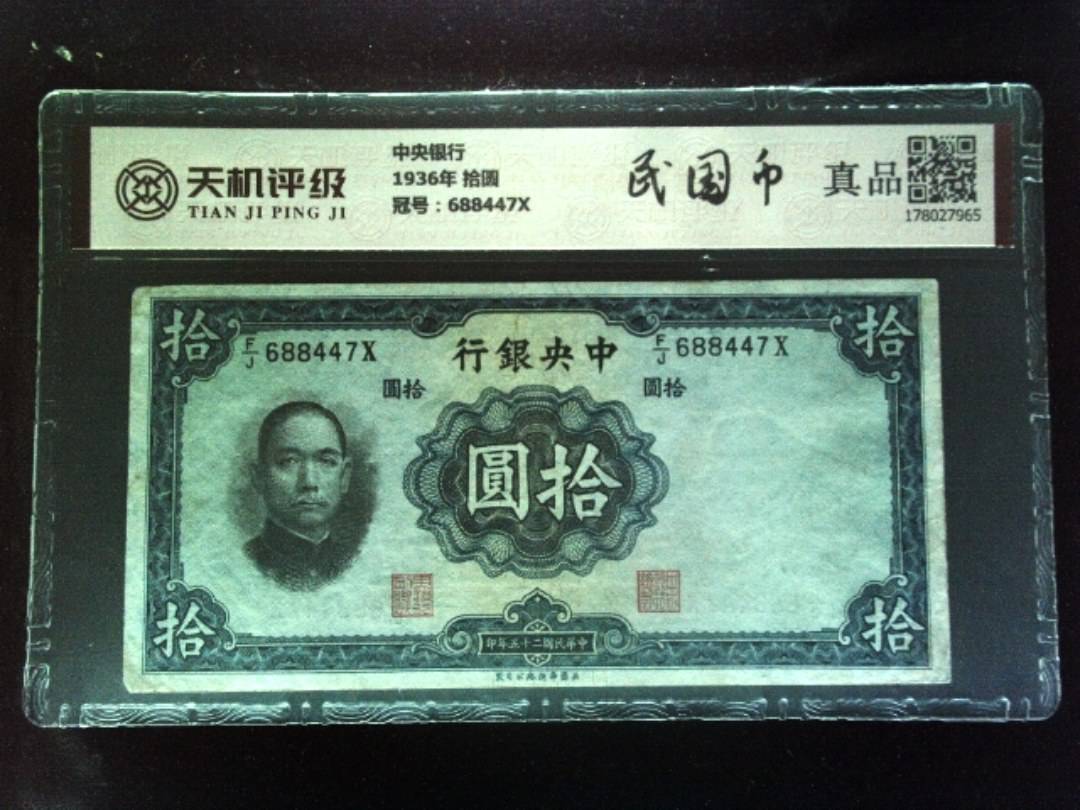 天机评级
TIAN JI PING JI
中央银行
1936年 拾圆
冠号：688447X
民国币
真品
178027965
拾
拾
F/J 688447X
中央銀行
F/J 688447X
拾圓
拾圓
拾圓
拾
拾
中華民國二十五年印